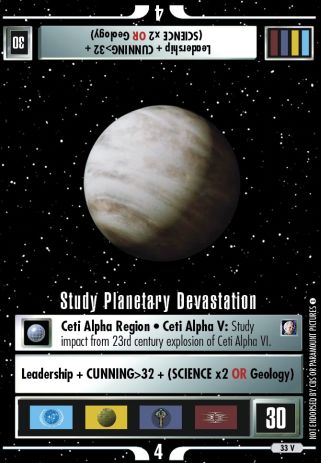 4
30
Leadership + CUNNING>32 +
(SCIENCE x2 OR Geology)
Study Planetary Devastation
Ceti Alpha Region • Ceti Alpha V: Study
impact from 23rd century explosion of Ceti Alpha VI.
Leadership + CUNNING>32 + (SCIENCE x2 OR Geology)
30
4
33 V
NOT ENDORSED BY CBS OR PARAMOUNT PICTURES